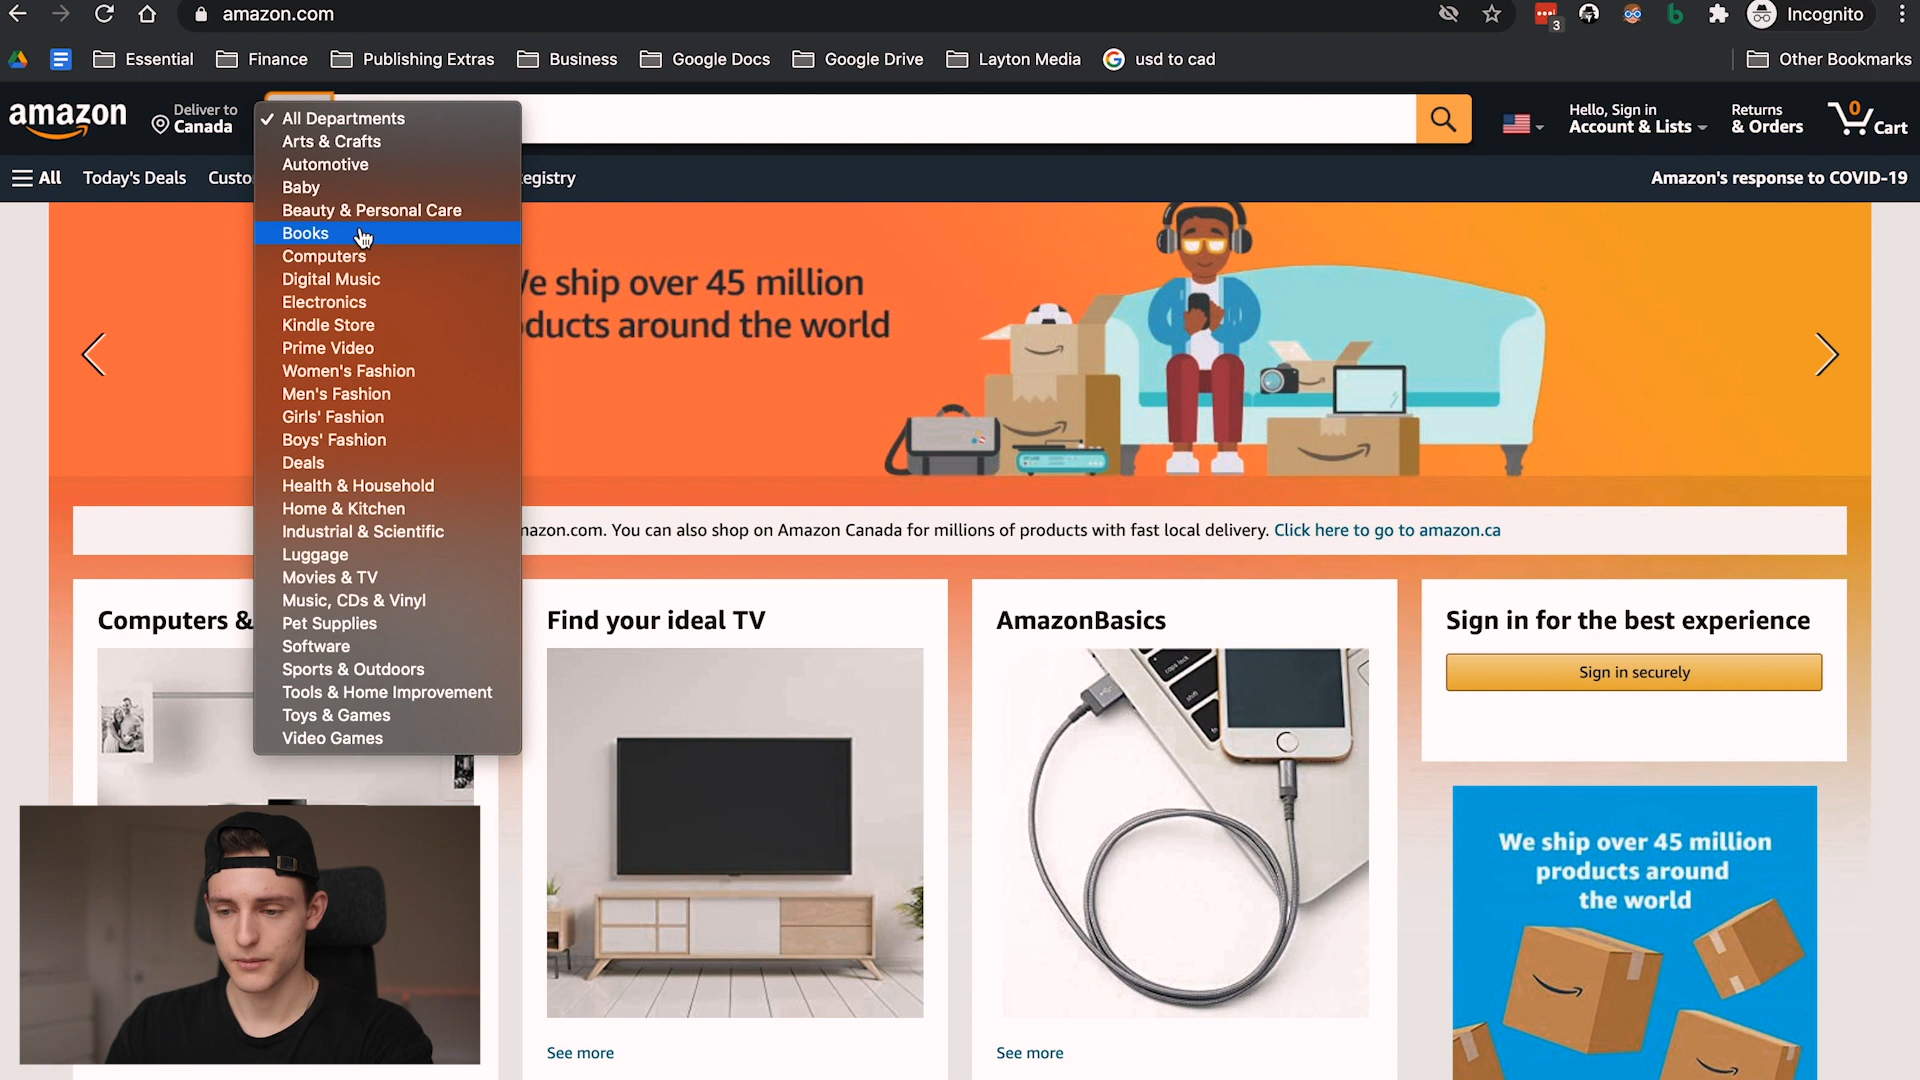 amazon.com
3
Incognito
Essential
Finance
Publishing Extras
Business
Google Docs
Google Drive
Layton Media
usd to cad
Other Bookmarks
amazon
Deliver to
Canada
Hello, Sign in
Account & Lists
Returns
& Orders
0
Cart
All
Today's Deals
Custo
egistry
Amazon's response to COVID-19
✓ All Departments
Arts & Crafts
Automotive
Baby
Beauty & Personal Care
Books
Computers
Digital Music
Electronics
Kindle Store
Prime Video
Women's Fashion
Men's Fashion
Girls' Fashion
Boys' Fashion
Deals
Health & Household
Home & Kitchen
Industrial & Scientific
Luggage
Movies & TV
Music, CDs & Vinyl
Pet Supplies
Software
Sports & Outdoors
Tools & Home Improvement
Toys & Games
Video Games
e ship over 45 million
ducts around the world
mazon.com. You can also shop on Amazon Canada for millions of products with fast local delivery. Click here to go to amazon.ca
Computers &
Find your ideal TV
See more
AmazonBasics
caps lock
shift
See more
Sign in for the best experience
Sign in securely
We ship over 45 million
products around
the world